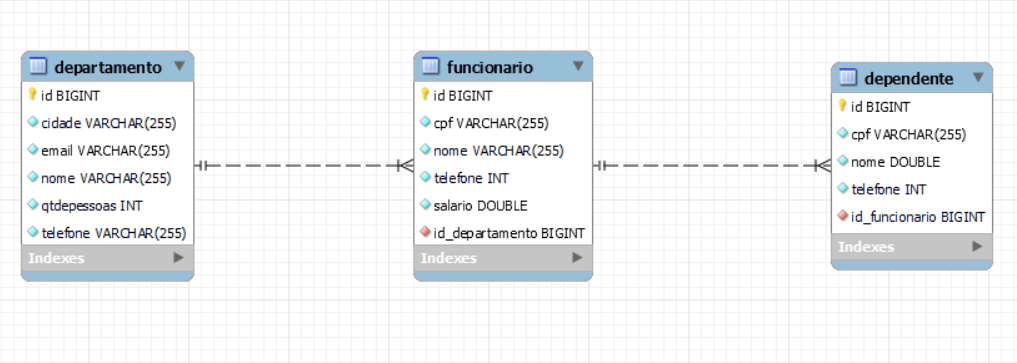 departamento
id BIGINT
cidade VARCHAR(255)
email VARCHAR(255)
nome VARCHAR(255)
qtdepessoas INT
telefone VARCHAR(255)
Indexes
funcionario
id BIGINT
cpf VARCHAR(255)
nome VARCHAR(255)
telefone INT
salario DOUBLE
id_departamento BIGINT
Indexes
dependente
id BIGINT
cpf VARCHAR(255)
nome DOUBLE
telefone INT
id_funcionario BIGINT
Indexes